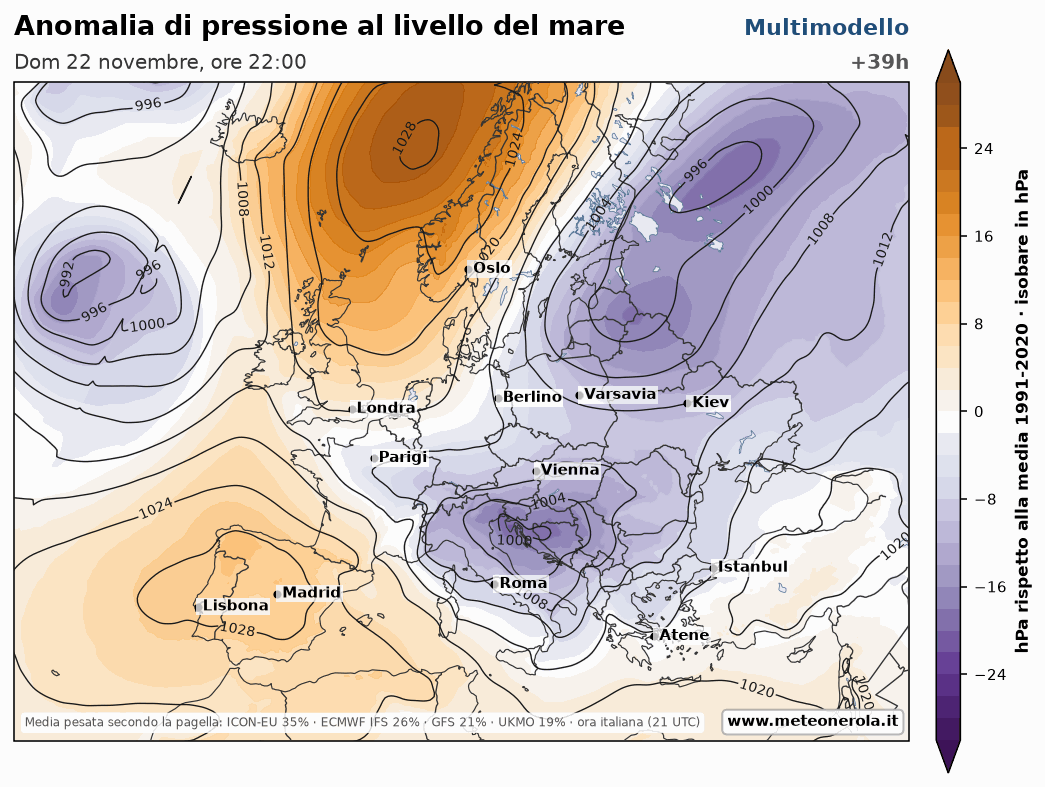 Anomalia di pressione al livello del mare
Multimodello
Dom 22 novembre, ore 22:00
+39h
996
1028
1024
996
1008
1000
1004
1008
1012
1012
1020
992
996
996
1000
Oslo
Londra
Berlino
Varsavia
Kiev
Parigi
Vienna
1024
1004
1000
1020
Istanbul
Roma
1008
Madrid
Lisbona
1028
Atene
1020
1020
Media pesata secondo la pagella: ICON-EU 35% · ECMWF IFS 26% · GFS 21% · UKMO 19% · ora italiana (21 UTC)
www.meteonerola.it
24
16
8
0
−8
−16
−24
hPa rispetto alla media 1991-2020 · isobare in hPa